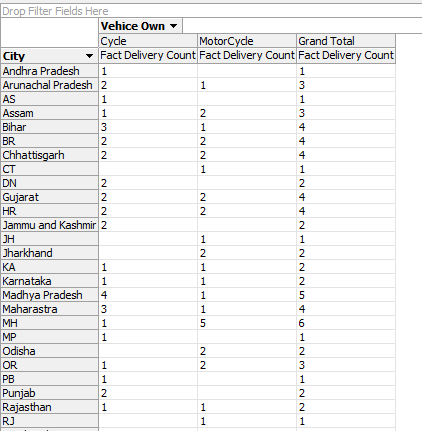 Drop Filter Fields Here
Vehice Own
Cycle MotorCycle Grand Total
City Fact Delivery Count Fact Delivery Count Fact Delivery Count
Andhra Pradesh 1 1
Arunachal Pradesh 2 1 3
AS 1 1
Assam 1 2 3
Bihar 3 1 4
BR 2 2 4
Chhattisgarh 2 2 4
CT 1 1
DN 2 2
Gujarat 2 2 4
HR 2 2 4
Jammu and Kashmir 2 2
JH 1 1
Jharkhand 2 2
KA 1 1 2
Karnataka 1 1 2
Madhya Pradesh 4 1 5
Maharastra 3 1 4
MH 1 5 6
MP 1 1
Odisha 2 2
OR 1 2 3
PB 1 1
Punjab 2 2
Rajasthan 1 1 2
RJ 1 1